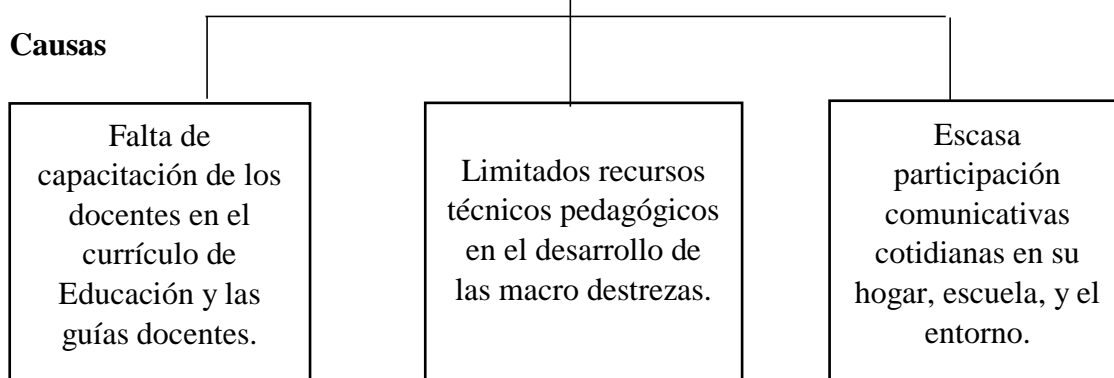 Causas
Falta de
capacitación de los
docentes en el
currículo de
Educación y las
guías docentes.
Limitados recursos
técnicos pedagógicos
en el desarrollo de
las macro destrezas.
Escasa
participación
comunicativas
cotidianas en su
hogar, escuela, y el
entorno.